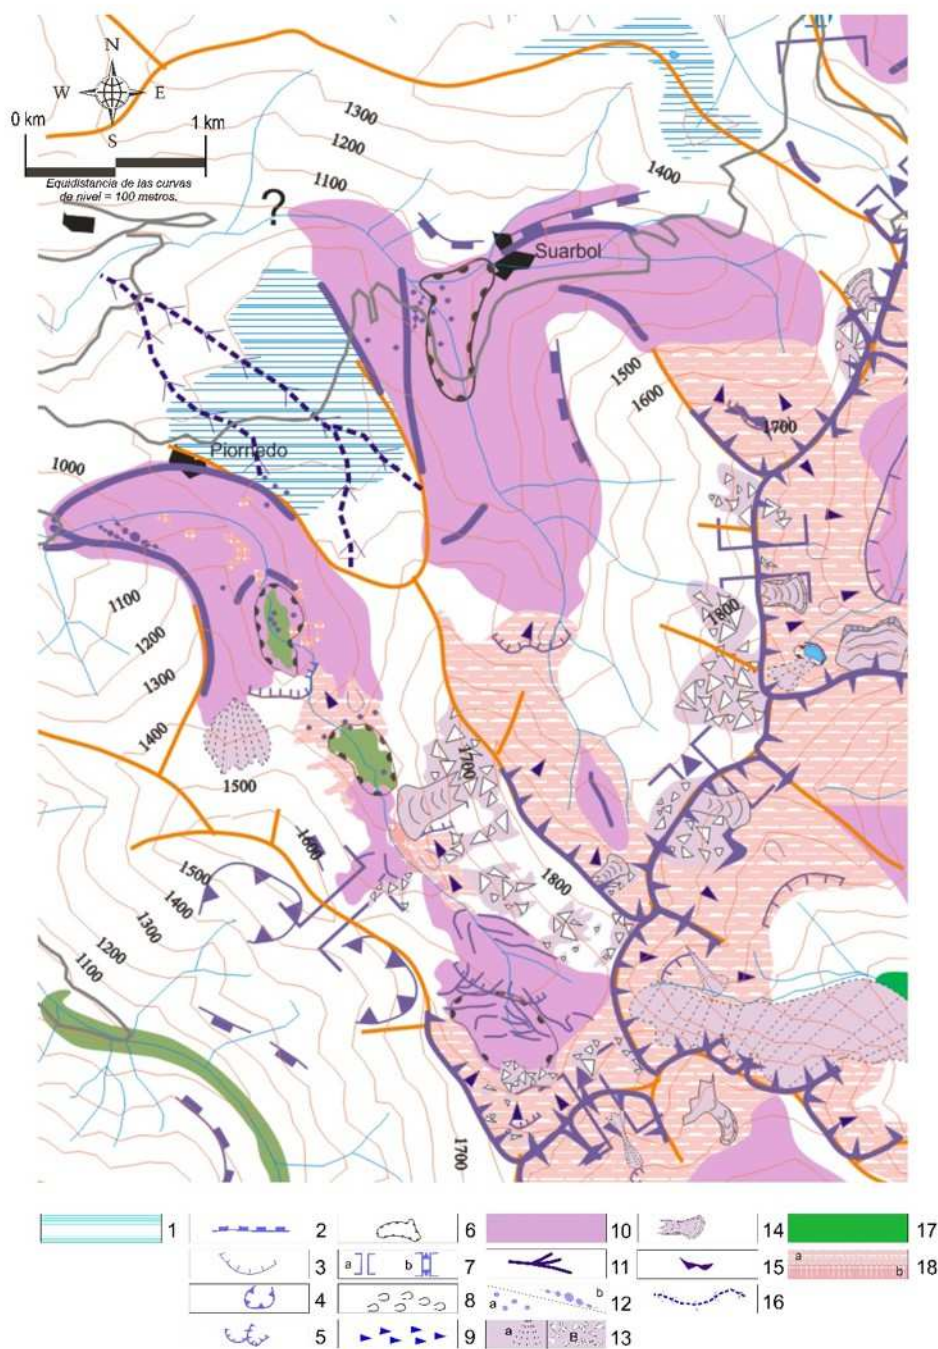 N
W E
S
0 km 1 km
Equidistancia de las curvas
de nivel = 100 metros.
1300
1200
1100
1400
?
Suarbol
1500
1600
1700
Piornedo
1000
1100
1200
1300
1400
1500
1800
1700
1600
1500
1400
1300
1200
1100
1800
1700
1 2 6 10 14 17
3 a b 7 11 15 a b 18
4 8 a b 12 16
5 9 a B 13